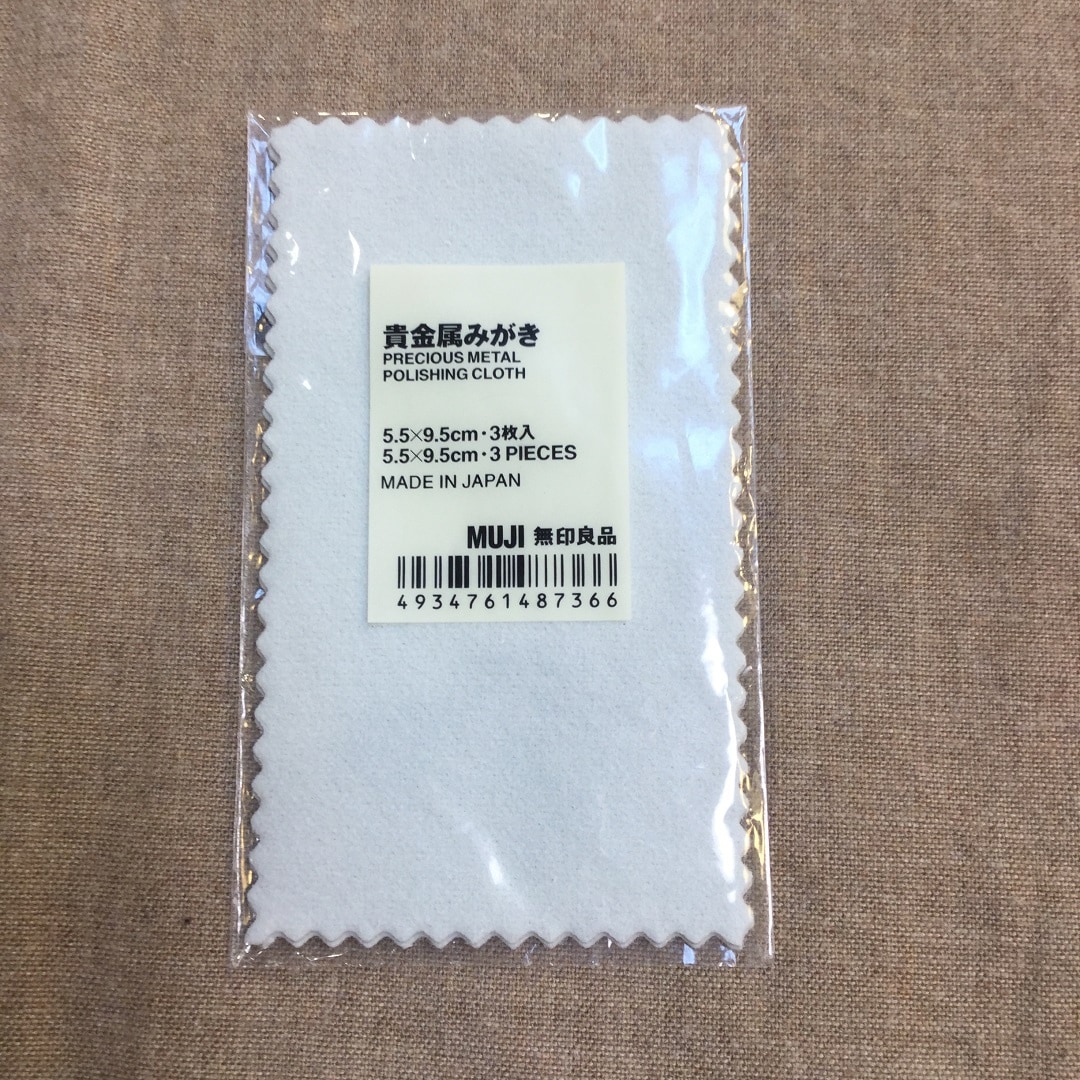 貴金属みがき
PRECIOUS METAL
POLISHING CLOTH
5.5×9.5cm・3枚入
5.5×9.5cm・3 PIECES
MADE IN JAPAN
MUJI 無印良品
4934761487366